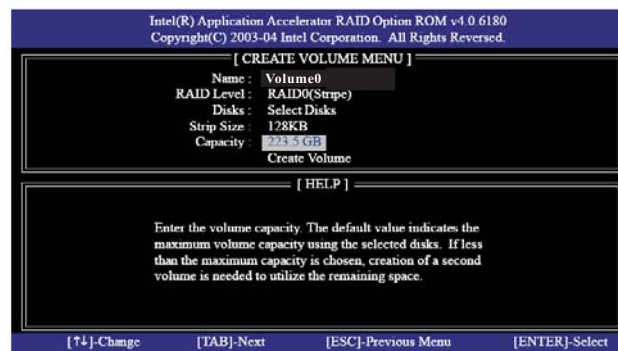 Intel(R) Application Accelerator RAID Option ROM v4.0.6180
Copyright(C) 2003-04 Intel Corporation. All Rights Reversed.
[ CREATE VOLUME MENU ]
Name : Volume0
RAID Level : RAID0(Stripe)
Disks : Select Disks
Strip Size : 128KB
Capacity : 223.5 GB
Create Volume
[ HELP ]
Enter the volume capacity. The default value indicates the
maximum volume capacity using the selected disks. If less
than the maximum capacity is chosen, creation of a second
volume is needed to utilize the remaining space.
[↑↓]-Change [TAB]-Next [ESC]-Previous Menu [ENTER]-Select